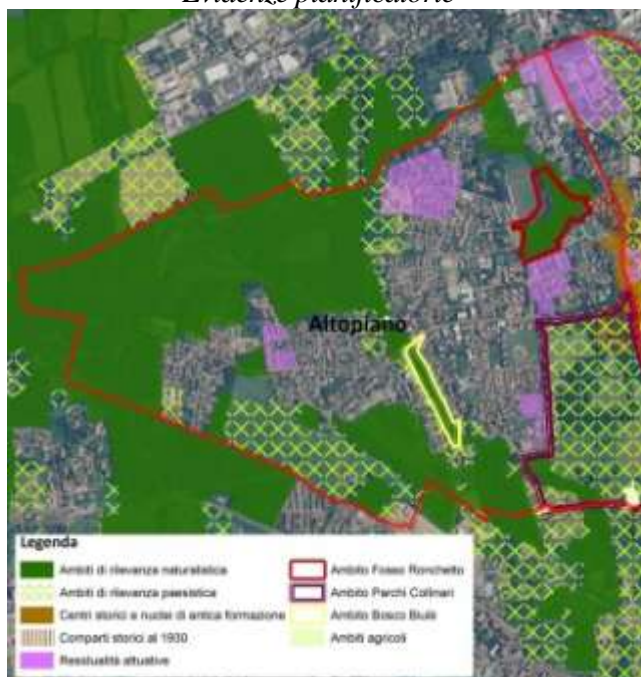 Evidenze pianificatorie
Altopiano
Legenda
Ambiti di rilevanza naturalistica
Ambiti di rilevanza paesistica
Centri storici e nuclei di antica formazione
Comparti storici al 1930
Residualità attuative
Ambito Fosso Ronchetto
Ambito Parchi Collinari
Ambito Bosco Biulè
Ambiti agricoli